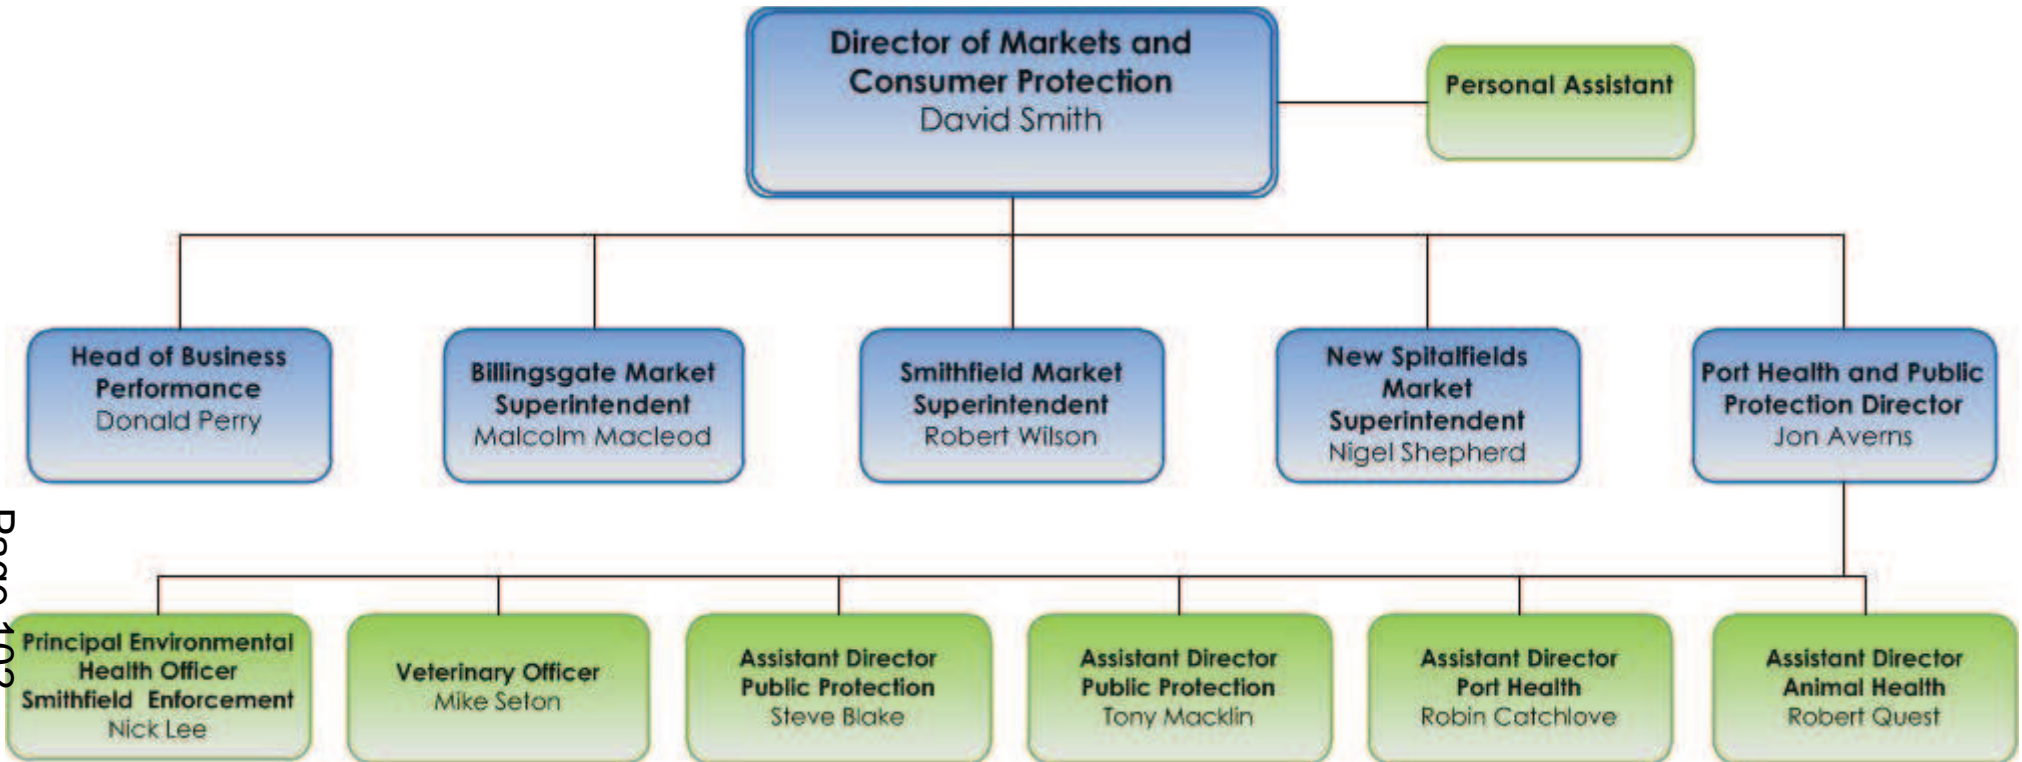 Director of Markets and
Consumer Protection
David Smith
Personal Assistant
Head of Business
Performance
Donald Perry
Billingsgate Market
Superintendent
Malcolm Macleod
Smithfield Market
Superintendent
Robert Wilson
New Spitalfields
Market
Superintendent
Nigel Shepherd
Port Health and Public
Protection Director
Jon Averns
Principal Environmental
Health Officer
Smithfield Enforcement
Nick Lee
Veterinary Officer
Mike Seton
Assistant Director
Public Protection
Steve Blake
Assistant Director
Public Protection
Tony Macklin
Assistant Director
Port Health
Robin Catchlove
Assistant Director
Animal Health
Robert Quest
Page 102